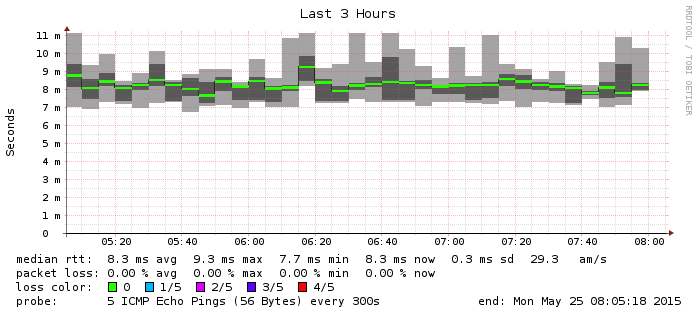 Last 3 Hours
RRDTOOL / TOBI OETIKER
Seconds
11 m
10 m
9 m
8 m
7 m
6 m
5 m
4 m
3 m
2 m
1 m
0
05:20 05:40 06:00 06:20 06:40 07:00 07:20 07:40 08:00
median rtt: 8.3 ms avg 9.3 ms max 7.7 ms min 8.3 ms now 0.3 ms sd 29.3 am/s
packet loss: 0.00 % avg 0.00 % max 0.00 % min 0.00 % now
loss color: 0 1/5 2/5 3/5 4/5
probe: 5 ICMP Echo Pings (56 Bytes) every 300s end: Mon May 25 08:05:18 2015